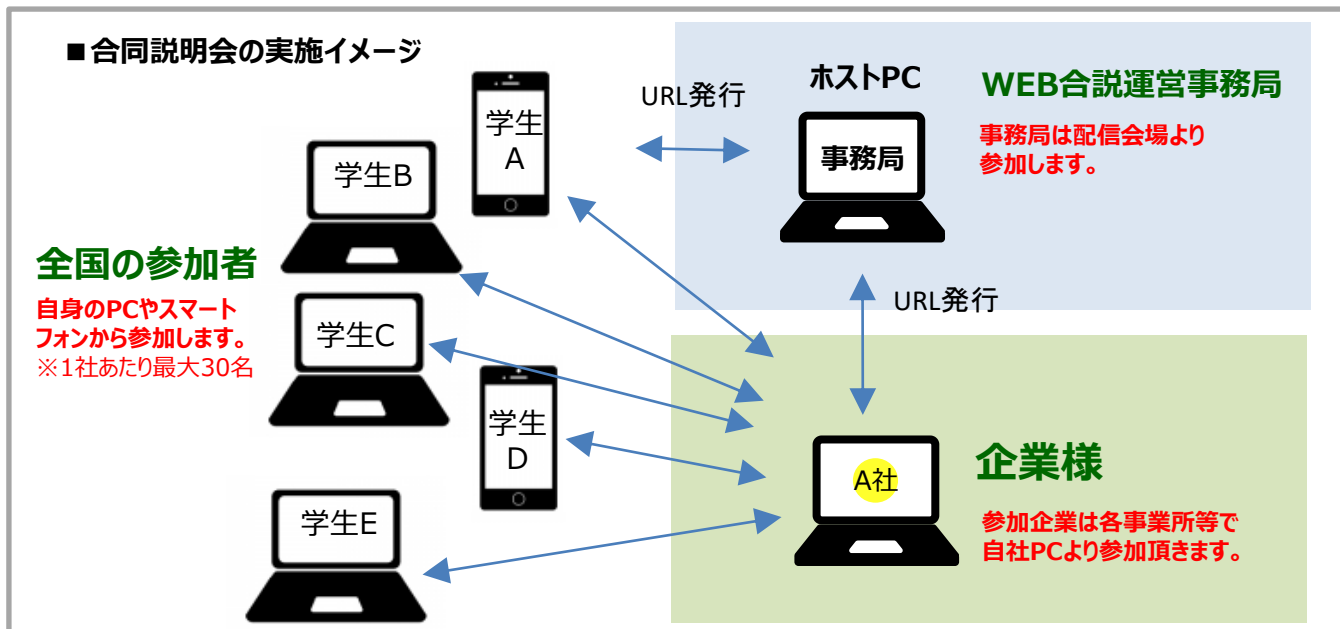 ■合同説明会の実施イメージ
URL発行
ホストPC
WEB合説運営事務局
事務局
事務局は配信会場より
参加します。
学生
A
学生B
全国の参加者
自身のPCやスマート
フォンから参加します。
※1社あたり最大30名
学生C
学生
D
学生E
URL発行
A社
企業様
参加企業は各事業所等で
自社PCより参加頂きます。